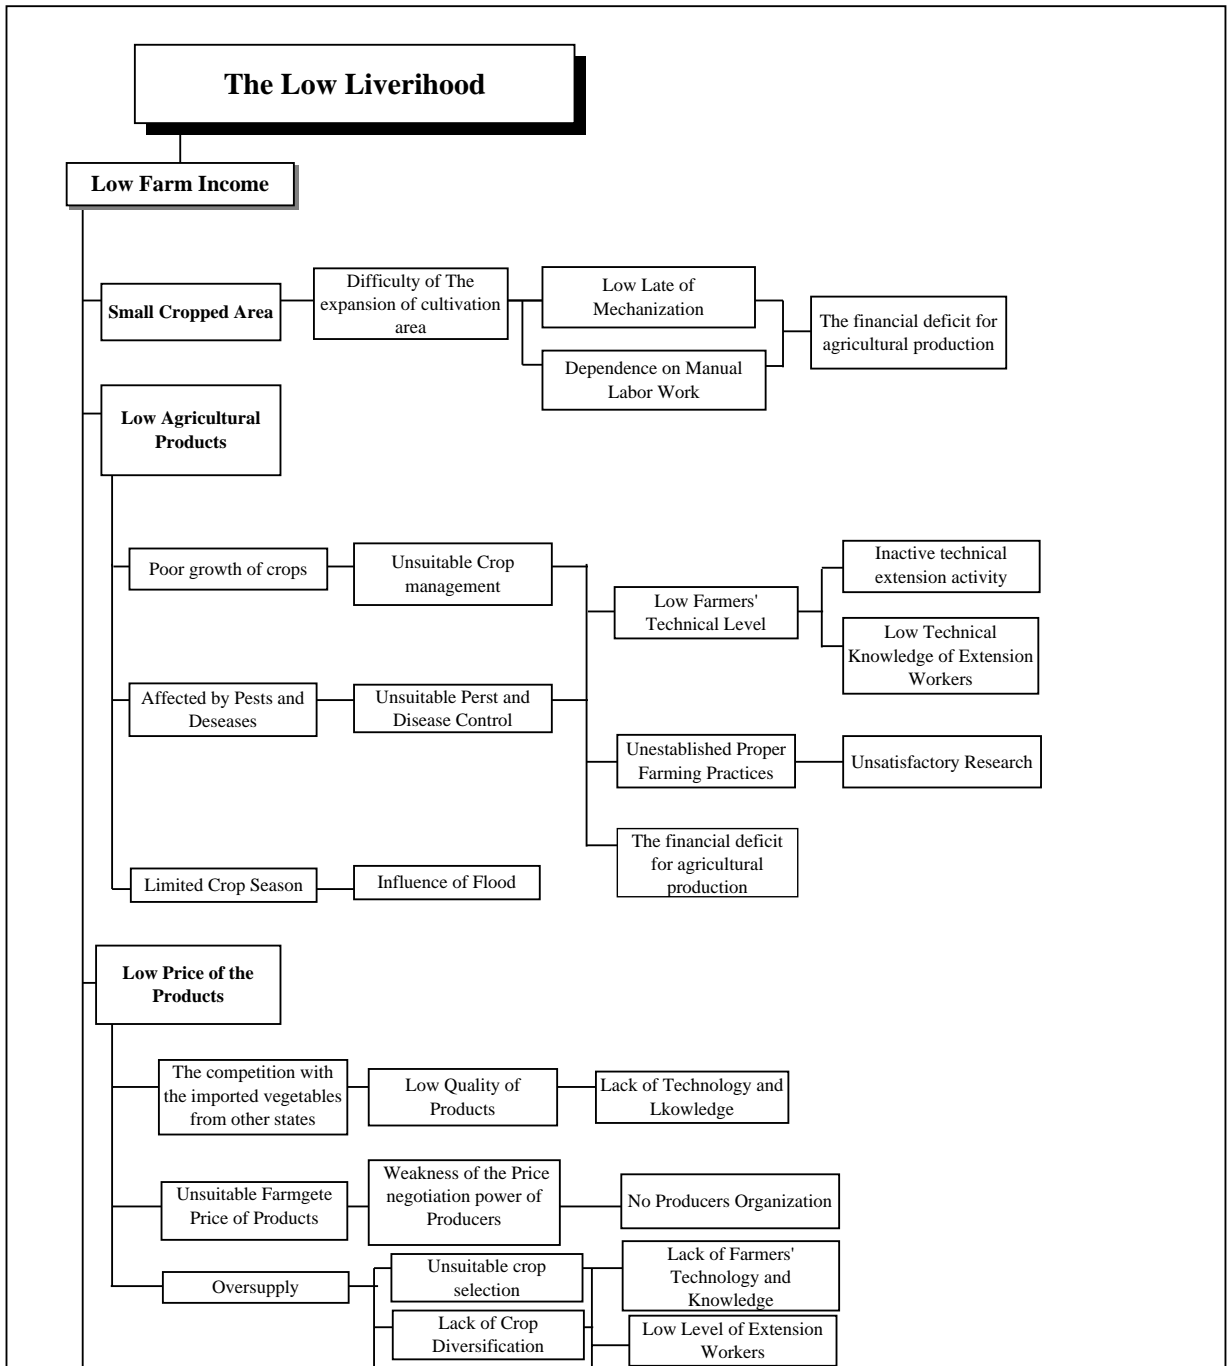 The Low Liverihood
Low Farm Income
Small Cropped Area
Difficulty of The
expansion of cultivation
area
Low Late of
Mechanization
Dependence on Manual
Labor Work
The financial deficit for
agricultural production
Low Agricultural
Products
Poor growth of crops
Unsuitable Crop
management
Low Farmers'
Technical Level
Inactive technical
extension activity
Low Technical
Knowledge of Extension
Workers
Affected by Pests and
Deseases
Unsuitable Perst and
Disease Control
Unestablished Proper
Farming Practices
Unsatisfactory Research
The financial deficit
for agricultural
production
Limited Crop Season
Influence of Flood
Low Price of the
Products
The competition with
the imported vegetables
from other states
Low Quality of
Products
Lack of Technology and
Lkowledge
Unsuitable Farmgete
Price of Products
Weakness of the Price
negotiation power of
Producers
No Producers Organization
Oversupply
Unsuitable crop
selection
Lack of Farmers'
Technology and
Knowledge
Lack of Crop
Diversification
Low Level of Extension
Workers